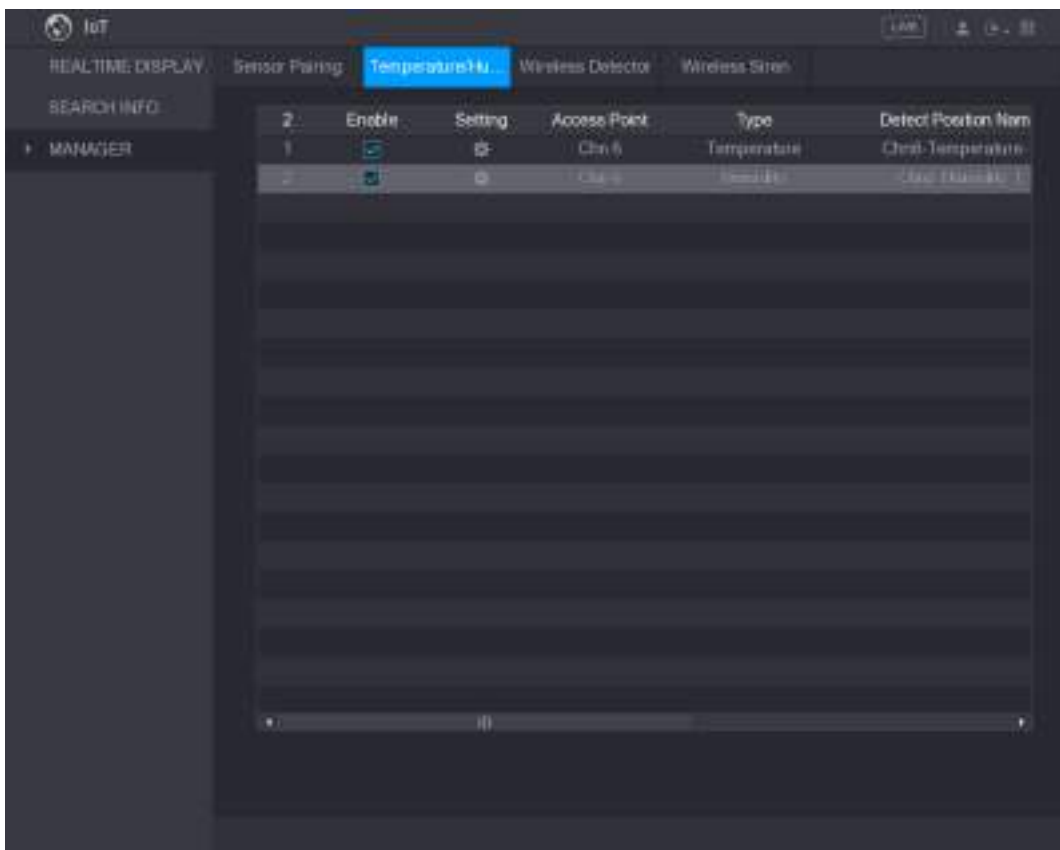 IoT
LIVE
REALTIME DISPLAY
SEARCH INFO
MANAGER
Sensor Pairing Temperature/Hu... Wireless Detector Wireless Siren
2 Enable Setting Access Point Type Detect Position Nam
1 Chn 6 Temperature Chn6-Temperature-
2